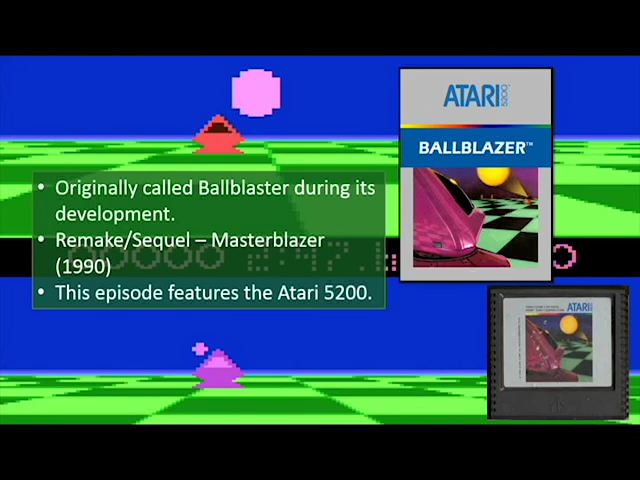 • Originally called Ballblaster during its
development.
• Remake/Sequel – Masterblazer
(1990)
• This episode features the Atari 5200.
ATARI 5200™
BALLBLAZER™
ATARI